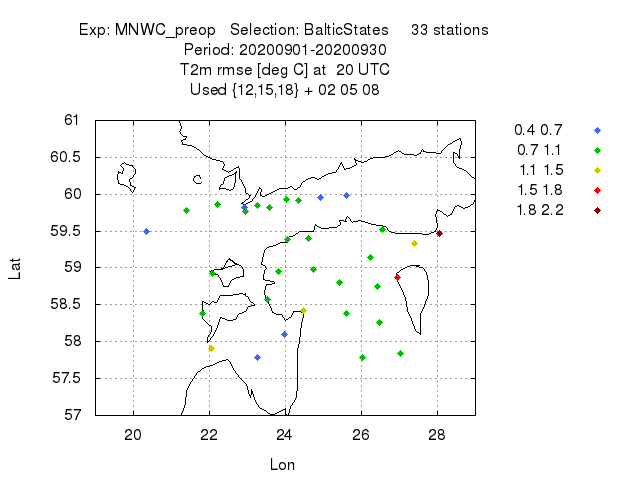 Exp: MNWC_preop   Selection: BalticStates     33 stations
Period: 20200901-20200930
T2m rmse [deg C] at  20 UTC
Used {12,15,18} + 02 05 08
61
60.5
60
59.5
59
58.5
58
57.5
57
20 22 24 26 28
Lat
Lon
0.4 0.7
0.7 1.1
1.1 1.5
1.5 1.8
1.8 2.2